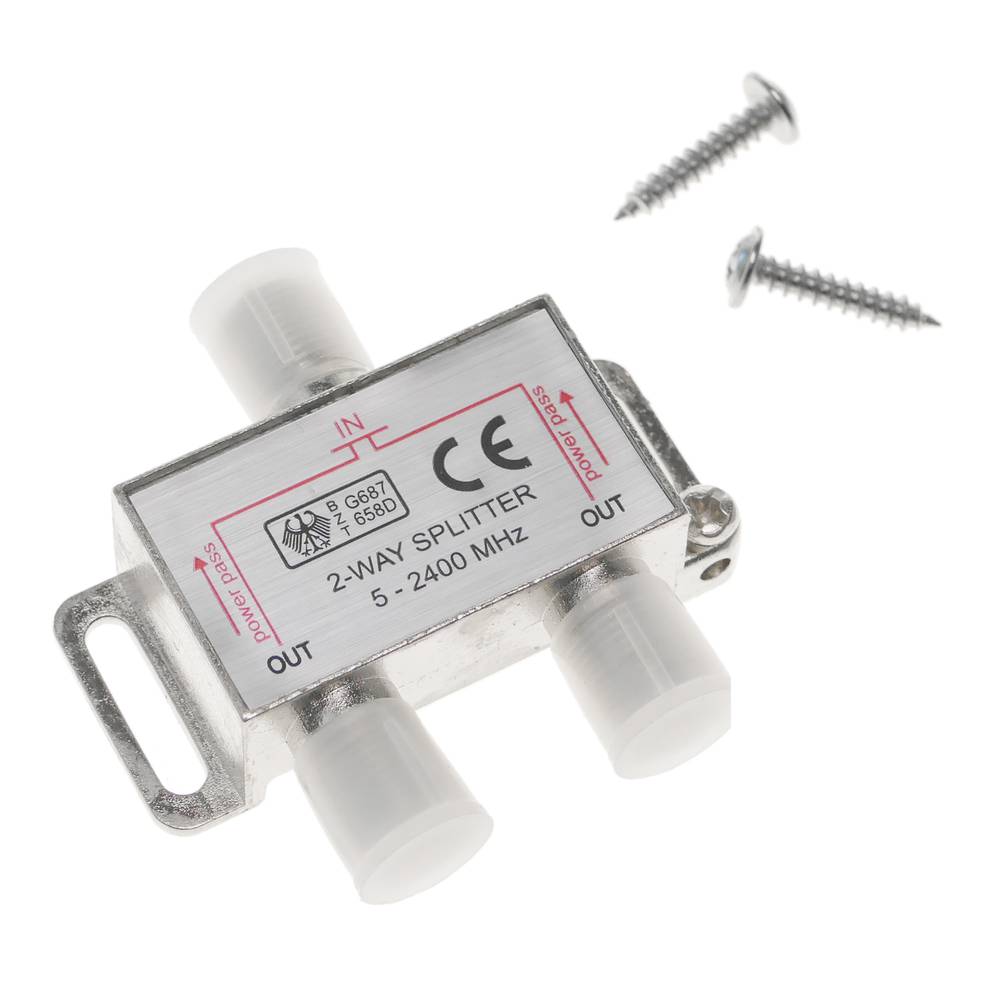 IN
power pass
CE
B G687
Z
T 658D
2-WAY SPLITTER
5 - 2400 MHz
OUT
power pass
OUT